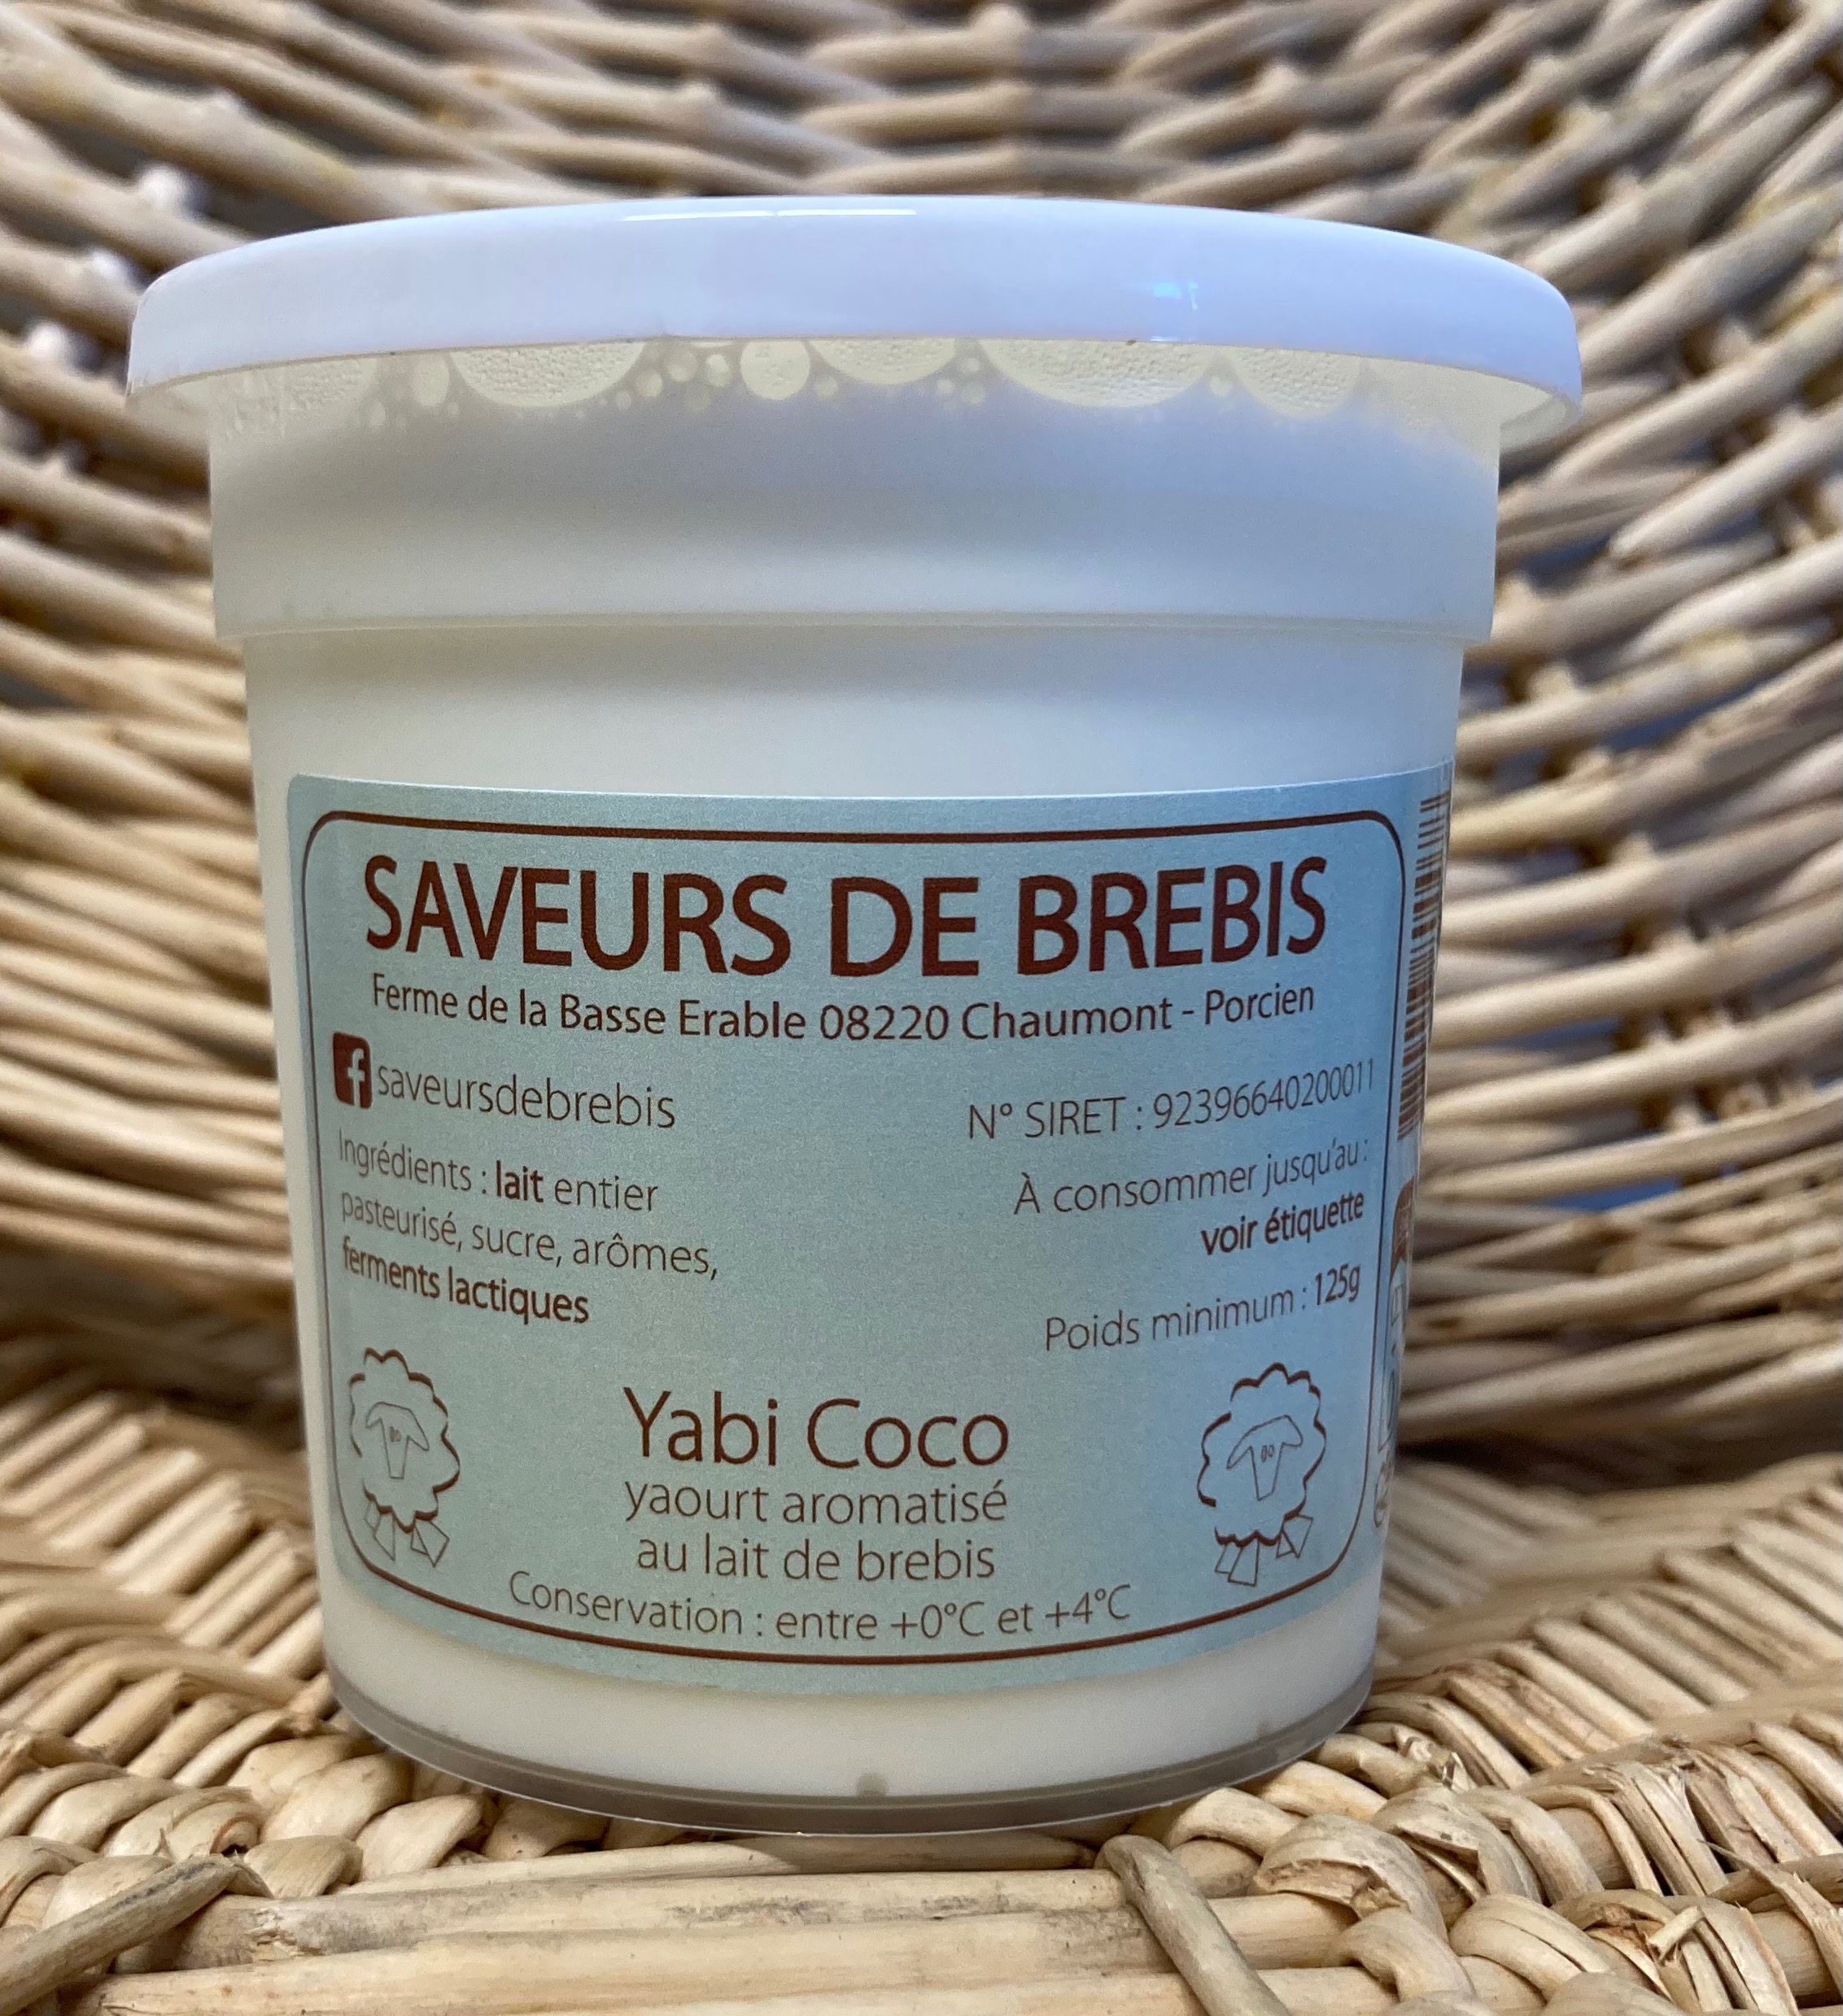 SAVEURS DE BREBIS
Ferme de la Basse Erable 08220 Chaumont - Porcien
saveursdebrebis
N° SIRET : 92396640200011
Ingrédients : lait entier
pasteurisé, sucre, arômes,
ferments lactiques
À consommer jusqu'au :
voir étiquette
Poids minimum : 125g
Yabi Coco
yaourt aromatisé
au lait de brebis
Conservation : entre +0°C et +4°C